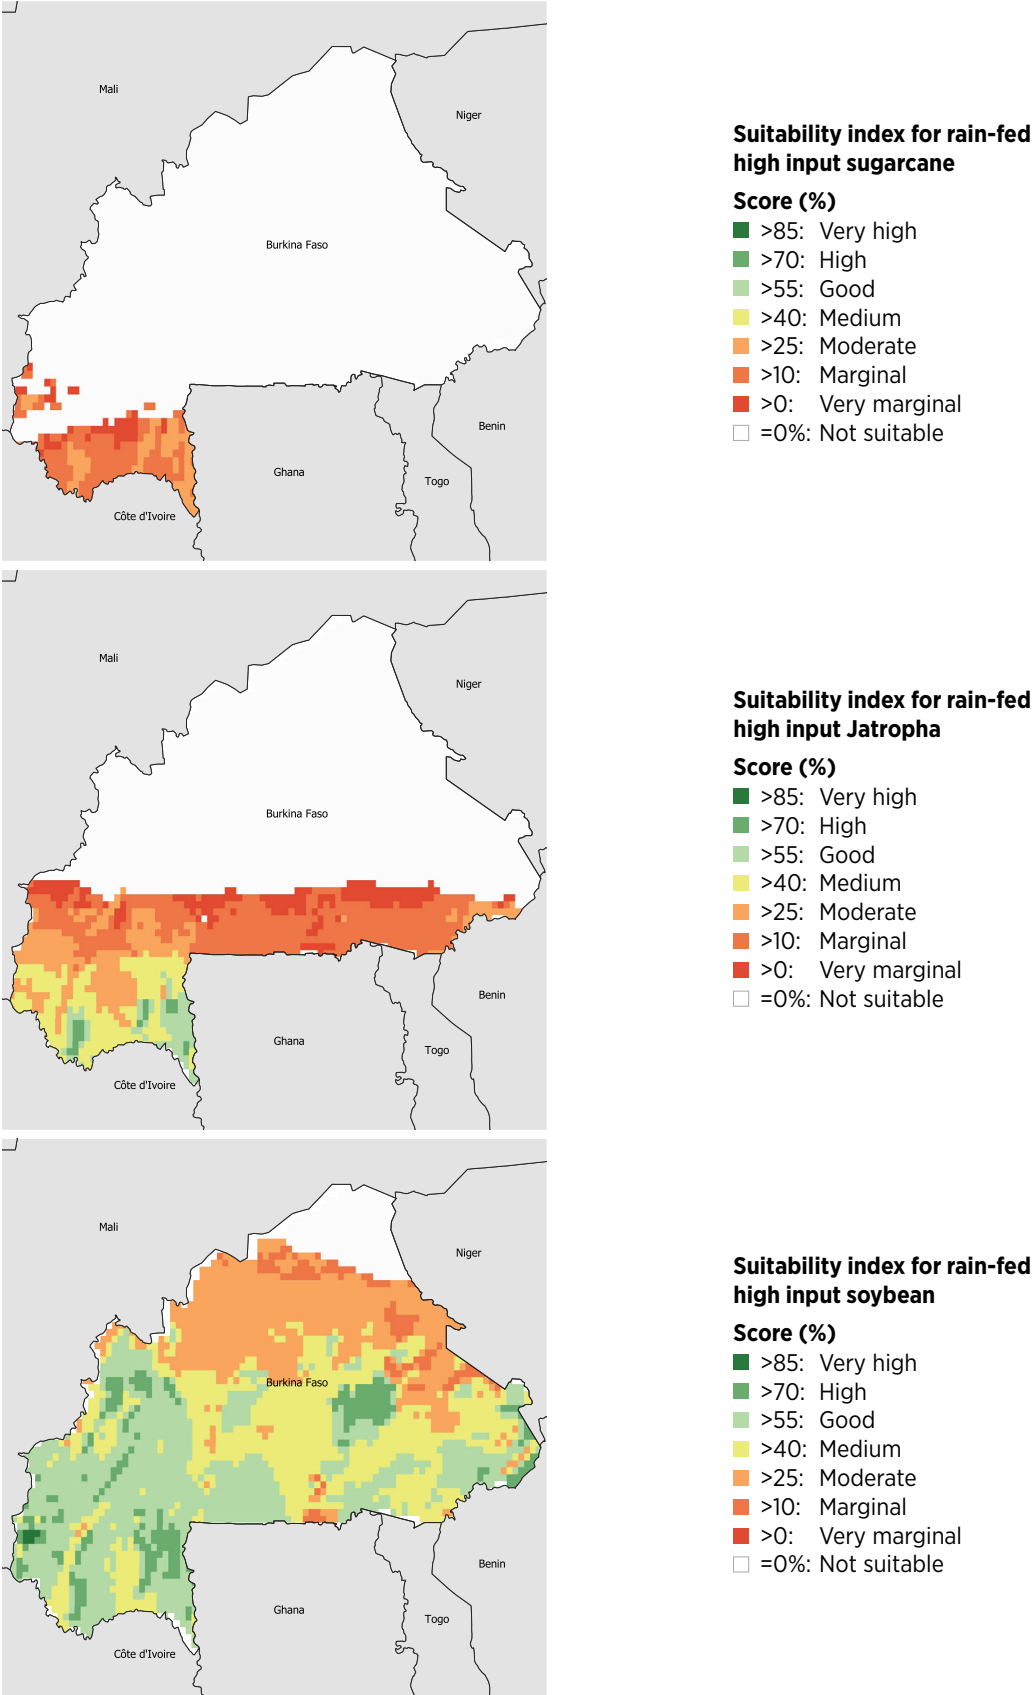 Mali
Niger
Burkina Faso
Benin
Ghana
Togo
Côte d'Ivoire
Suitability index for rain-fed
high input sugarcane
Score (%)
>85: Very high
>70: High
>55: Good
>40: Medium
>25: Moderate
>10: Marginal
>0: Very marginal
=0%: Not suitable
Mali
Niger
Burkina Faso
Benin
Ghana
Togo
Côte d'Ivoire
Suitability index for rain-fed
high input Jatropha
Score (%)
>85: Very high
>70: High
>55: Good
>40: Medium
>25: Moderate
>10: Marginal
>0: Very marginal
=0%: Not suitable
Mali
Niger
Burkina Faso
Benin
Ghana
Togo
Côte d'Ivoire
Suitability index for rain-fed
high input soybean
Score (%)
>85: Very high
>70: High
>55: Good
>40: Medium
>25: Moderate
>10: Marginal
>0: Very marginal
=0%: Not suitable